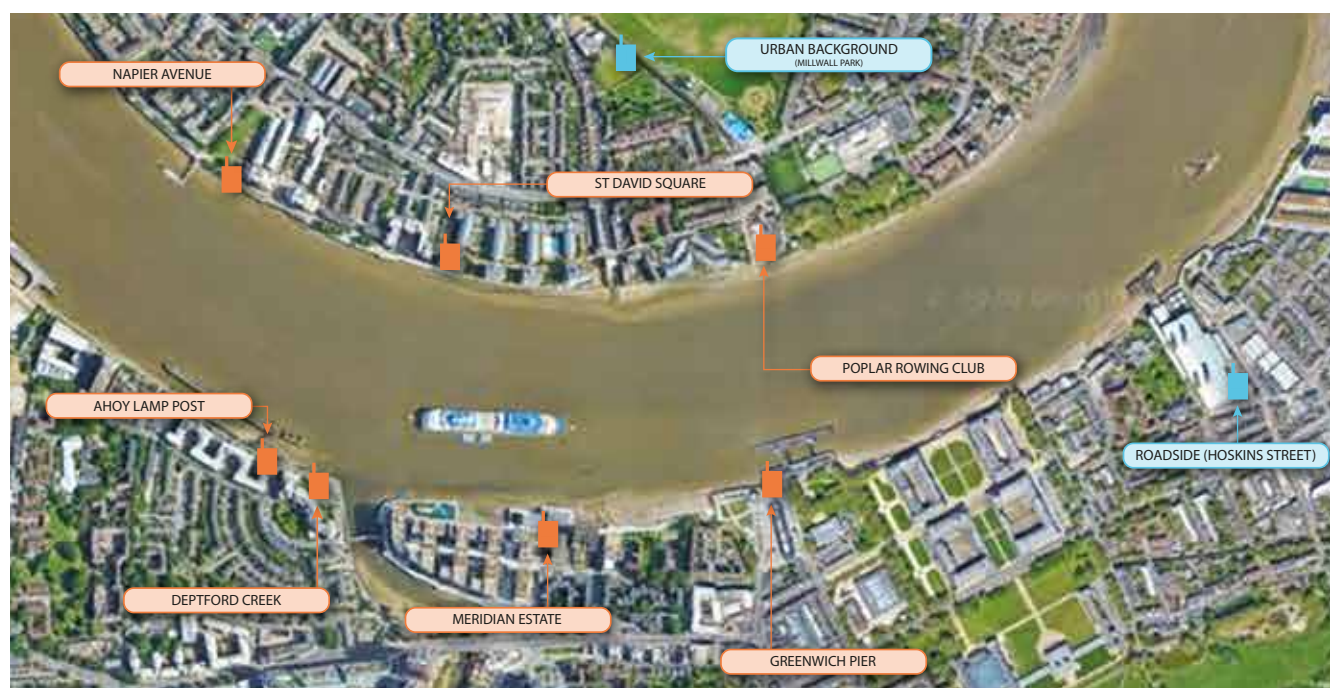 URBAN BACKGROUND
(MILLWALL PARK)
NAPIER AVENUE
ST DAVID SQUARE
POPLAR ROWING CLUB
AHOY LAMP POST
ROADSIDE (HOSKINS STREET)
DEPTFORD CREEK
MERIDIAN ESTATE
GREENWICH PIER